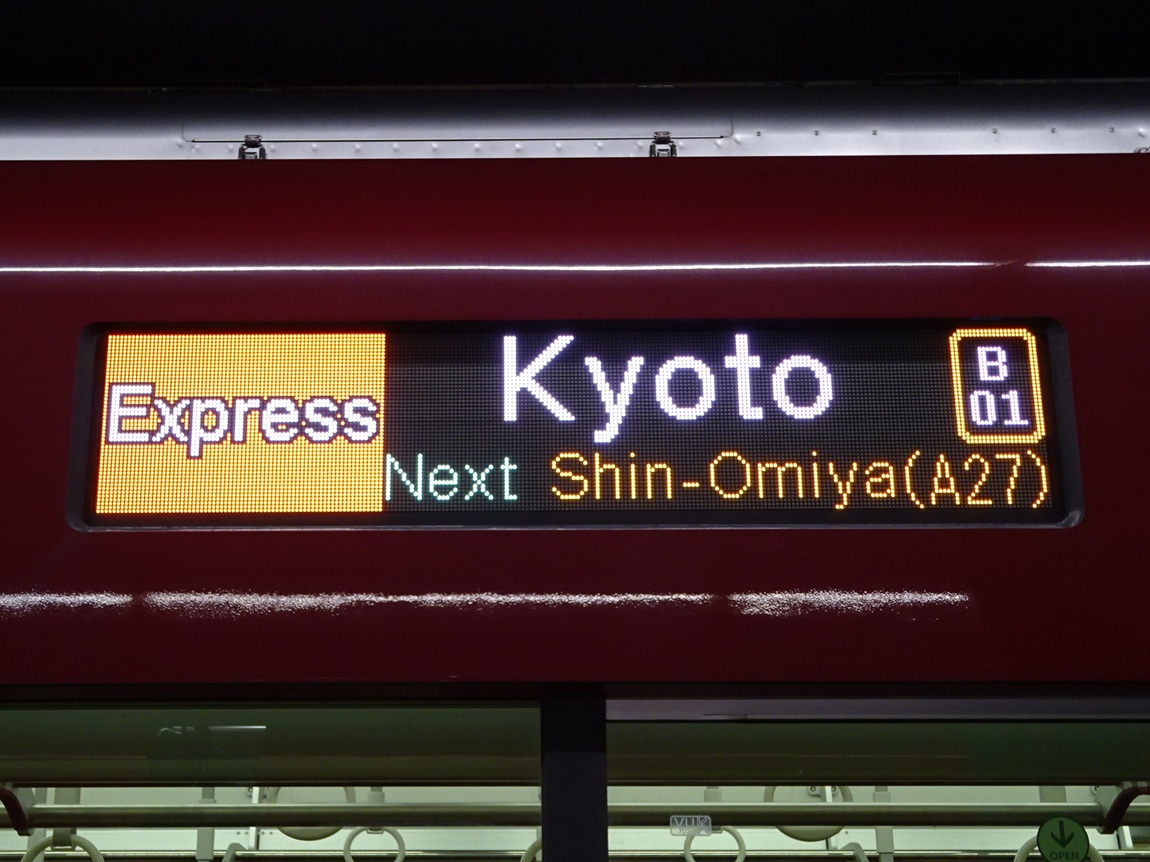 Express
Kyoto
B
01
Next Shin-Omiya(A27)
OPEN